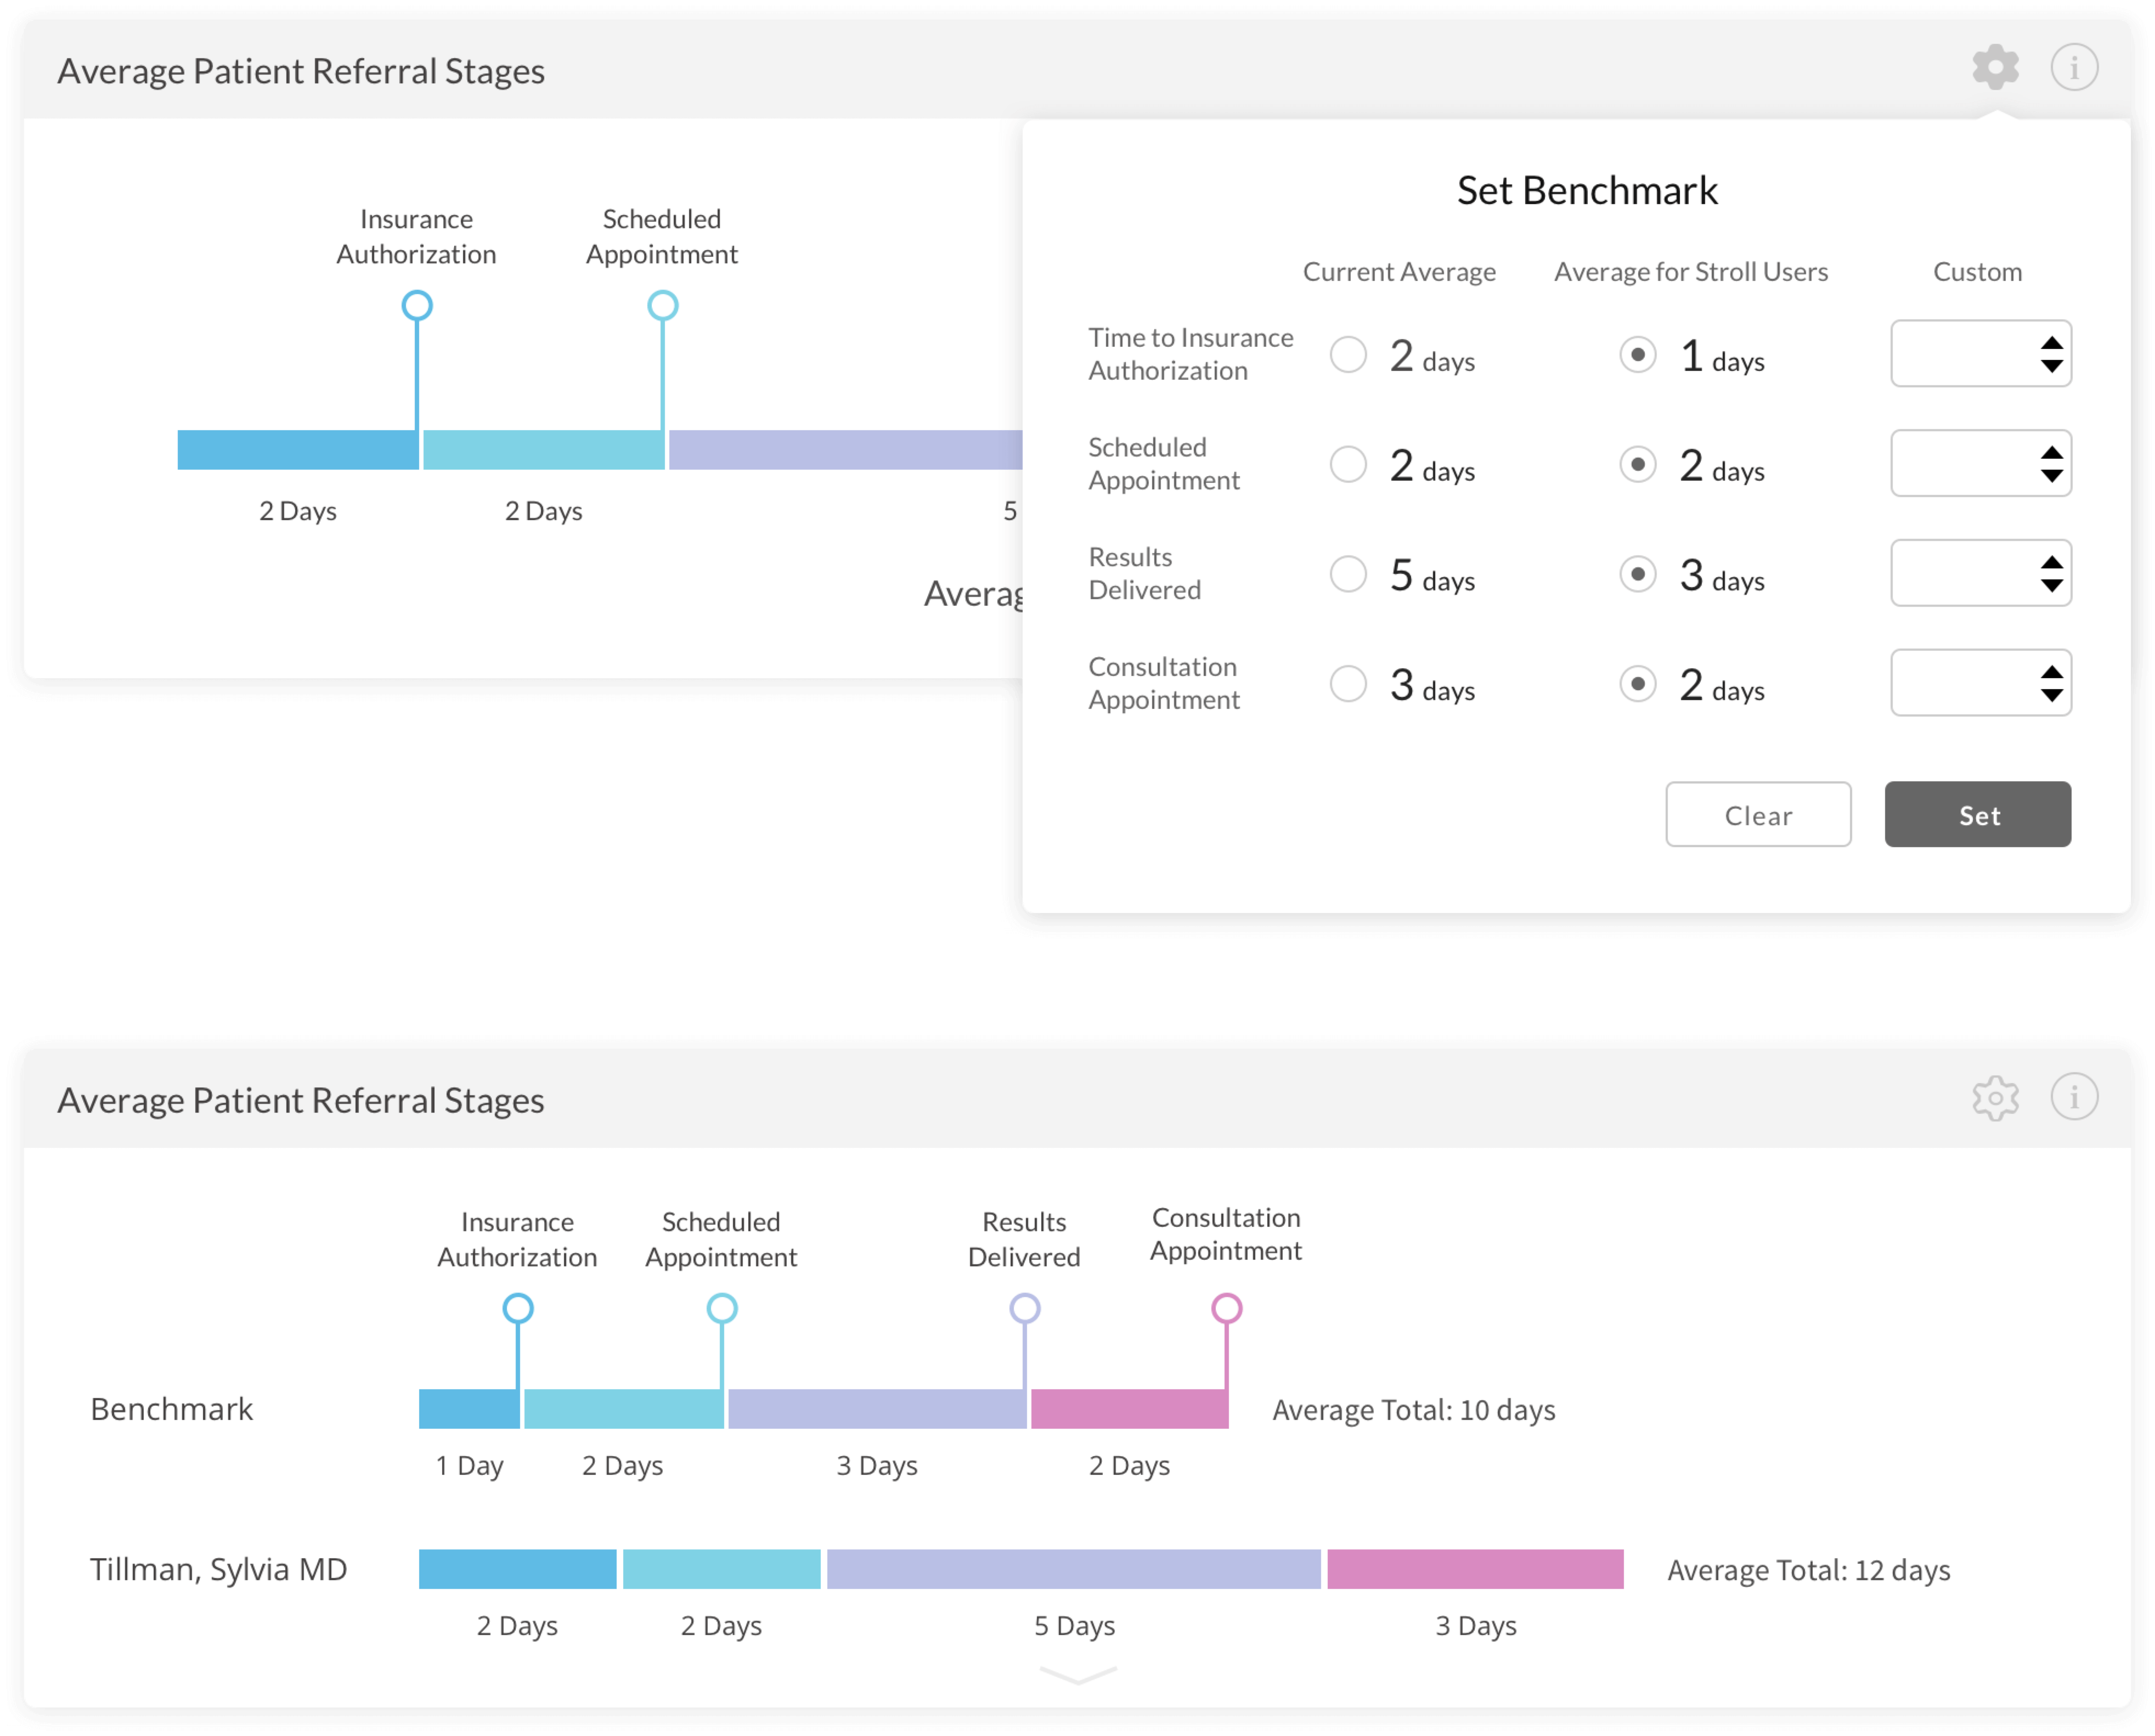 Average Patient Referral Stages
i
Insurance
Authorization
Scheduled
Appointment
2 Days
2 Days
5
Set Benchmark
Current Average
Average for Stroll Users
Custom
Time to Insurance
Authorization
2 days
1 days
Scheduled
Appointment
2 days
2 days
Results
Delivered
5 days
3 days
Consultation
Appointment
3 days
2 days
Clear
Set
Average Patient Referral Stages
i
Insurance
Authorization
Scheduled
Appointment
Results
Delivered
Consultation
Appointment
Benchmark
Average Total: 10 days
1 Day
2 Days
3 Days
2 Days
Tillman, Sylvia MD
Average Total: 12 days
2 Days
2 Days
5 Days
3 Days